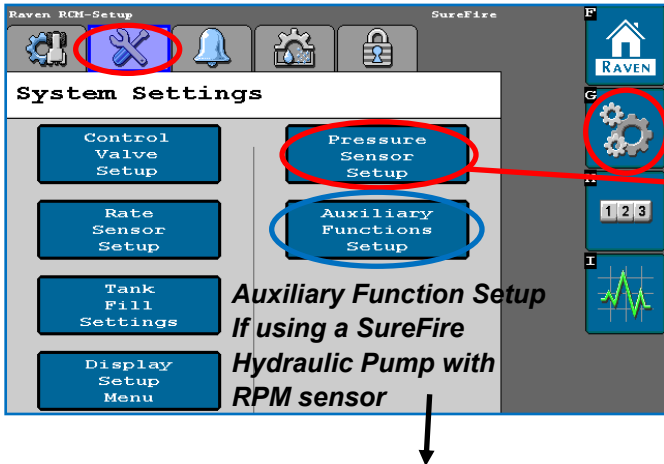 Raven RCM-Setup SureFire
System Settings
Control
Valve
Setup
Pressure
Sensor
Setup
Rate
Sensor
Setup
Auxiliary
Functions
Setup
Tank
Fill
Settings
Display
Setup
Menu
Auxiliary Function Setup
If using a SureFire
Hydraulic Pump with
RPM sensor
F
RAVEN
G
1 2 3
I